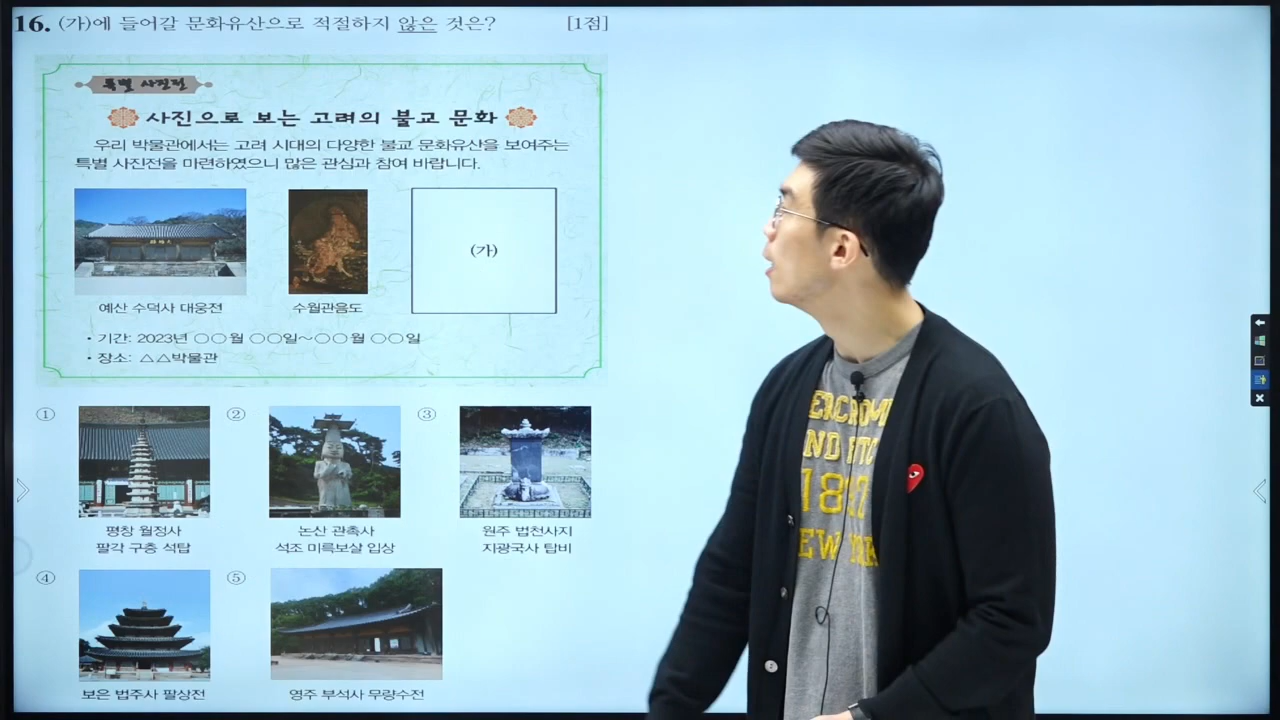 16. (가)에 들어갈 문화유산으로 적절하지 않은 것은? [1점]
특별 사진전
사진으로 보는 고려의 불교 문화
우리 박물관에서는 고려 시대의 다양한 불교 문화유산을 보여주는
특별 사진전을 마련하였으니 많은 관심과 참여 바랍니다.
(가)
예산 수덕사 대웅전
수월관음도
• 기간: 2023년 ○○월 ○○일~○○월 ○○일
• 장소: △△박물관
①
평창 월정사
팔각 구층 석탑
②
논산 관촉사
석조 미륵보살 입상
③
원주 법천사지
지광국사 탑비
④
보은 법주사 팔상전
⑤
영주 부석사 무량수전